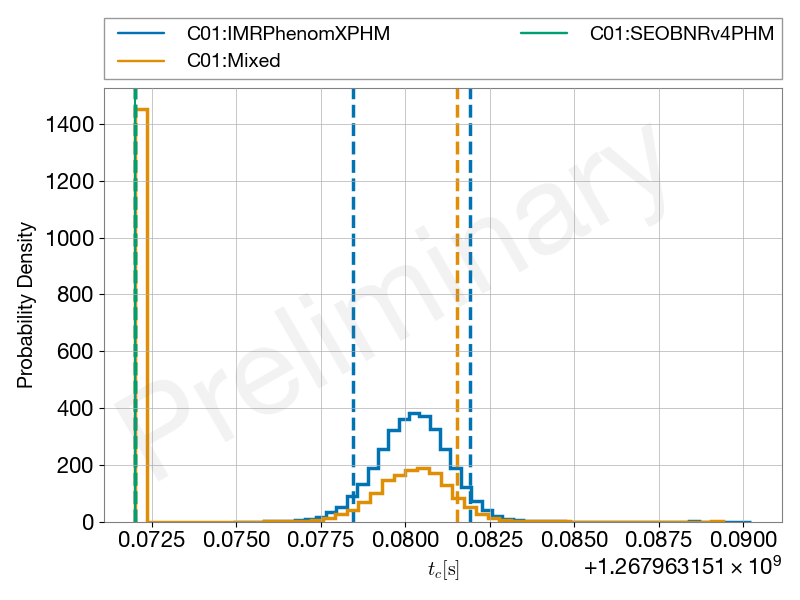 C01:IMRPhenomXPHM
C01:SEOBNRv4PHM
C01:Mixed
Preliminary
Probability Density
1400
1200
1000
800
600
400
200
0
0.0725 0.0750 0.0775 0.0800 0.0825 0.0850 0.0875 0.0900
t_c[s]
+1.267963151 × 10⁹